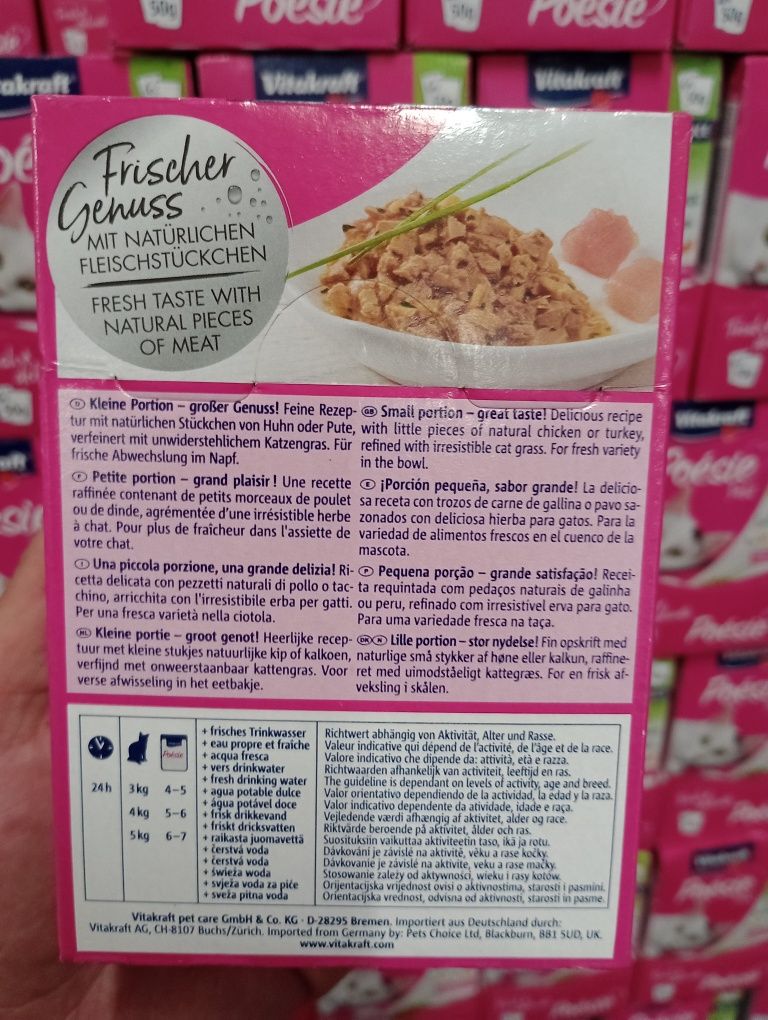 50g
Poésie
50g
Poésie
50g
Vitakraft
Vitakraft
Vitakraft
Frischer
Genuss
MIT NATÜRLICHEN
FLEISCHSTÜCKCHEN
FRESH TASTE WITH
NATURAL PIECES
OF MEAT
D Kleine Portion – großer Genuss! Feine Rezep-
tur mit natürlichen Stückchen von Huhn oder Pute,
verfeinert mit unwiderstehlichem Katzengras. Für
frische Abwechslung im Napf.
F Petite portion – grand plaisir ! Une recette
raffinée contenant de petits morceaux de poulet
ou de dinde, agrémentée d'une irrésistible herbe
à chat. Pour plus de fraîcheur dans l'assiette de
votre chat.
I Una piccola porzione, una grande delizia! Ri-
cetta delicata con pezzetti naturali di pollo o tac-
chino, arricchita con l'irresistibile erba per gatti.
Per una fresca varietà nella ciotola.
NL Kleine portie – groot genot! Heerlijke recep-
tuur met kleine stukjes natuurlijke kip of kalkoen,
verfijnd met onweerstaanbaar kattengras. Voor
verse afwisseling in het eetbakje.
GB Small portion – great taste! Delicious recipe
with little pieces of natural chicken or turkey,
refined with irresistible cat grass. For fresh variety
in the bowl.
E ¡Porción pequeña, sabor grande! La delicio-
sa receta con trozos de carne de gallina o pavo sa-
zonados con deliciosa hierba para gatos. Para la
variedad de alimentos frescos en el cuenco de la
mascota.
P Pequena porção – grande satisfação! Recei-
ta requintada com pedaços naturais de galinha
ou peru, refinado com irresistível erva para gato.
Para uma variedade fresca na taça.
DK N Lille portion – stor nydelse! Fin opskrift med
naturlige små stykker af høne eller kalkun, raffine-
ret med uimodståeligt kattegræs. For en frisk af-
veksling i skålen.
Poésie
24 h 3 kg 4–5
4 kg 5–6
5 kg 6–7
+ frisches Trinkwasser
+ eau propre et fraîche
+ acqua fresca
+ vers drinkwater
+ fresh drinking water
+ agua potable dulce
+ água potável doce
+ frisk drikkevand
+ friskt dricksvatten
+ raikasta juomavettä
+ čerstvá voda
+ čerstvá voda
+ świeża woda
+ svježa voda za piće
+ sveža pitna voda
Richtwert abhängig von Aktivität, Alter und Rasse.
Valeur indicative qui dépend de l'activité, de l'âge et de la race.
Valore indicativo che dipende da: attività, età e razza.
Richtwaarden afhankelijk van activiteit, leeftijd en ras.
The guideline is dependant on levels of activity, age and breed.
Valor orientativo dependiendo de la actividad, la edad y la raza.
Valor indicativo dependente da atividade, idade e raça.
Vejledende værdi afhængig af aktivitet, alder og race.
Riktvärde beroende på aktivitet, ålder och ras.
Suosituksiin vaikuttaa aktiviteetin taso, ikä ja rotu.
Dávkování je závislé na aktivitě, věku a rase kočky.
Dávkovanie je závislé na aktivite, veku a rase mačky.
Stosowanie zależy od aktywności, wieku i rasy kotów.
Orijentacijska vrijednost ovisi o aktivnostima, starosti i pasmini.
Orientacijska vrednost, odvisna od aktivnosti, starosti in pasme.
Vitakraft pet care GmbH & Co. KG · D-28295 Bremen. Importiert aus Deutschland durch:
Vitakraft AG, CH-8107 Buchs/Zürich. Imported from Germany by: Pets Choice Ltd, Blackburn, BB1 5UD, UK.
www.vitakraft.com